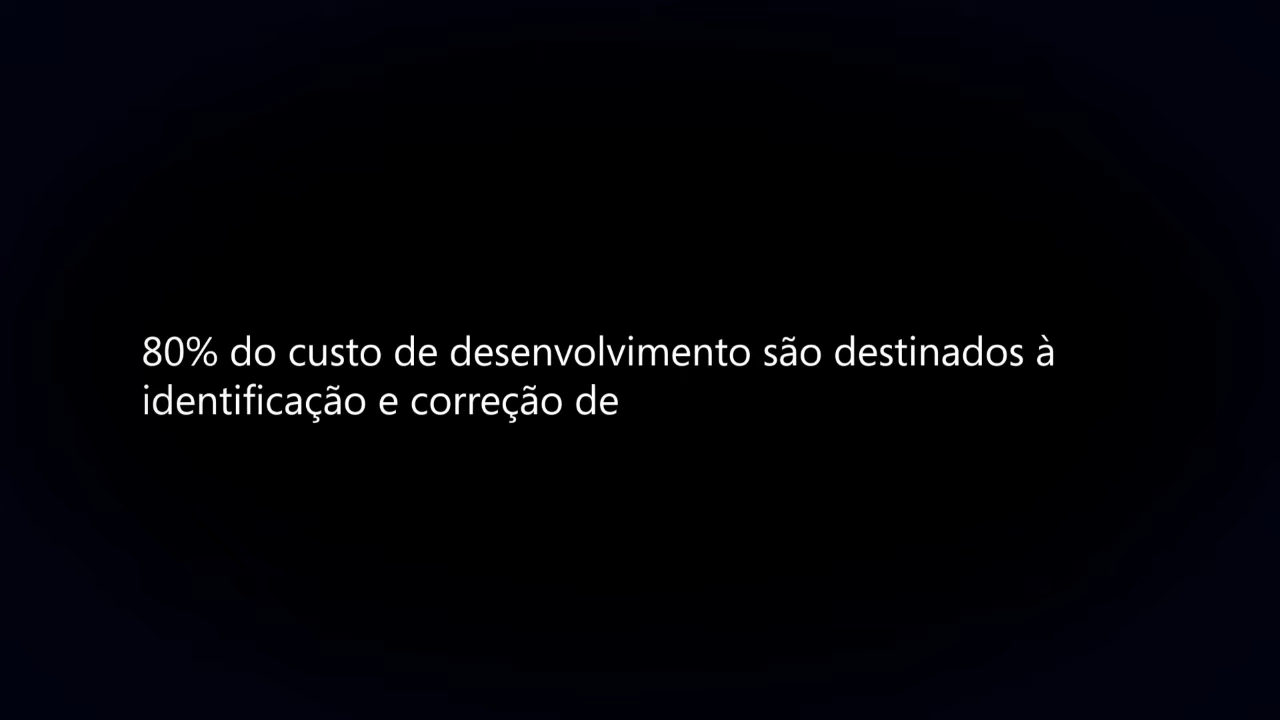 80% do custo de desenvolvimento são destinados à
identificação e correção de